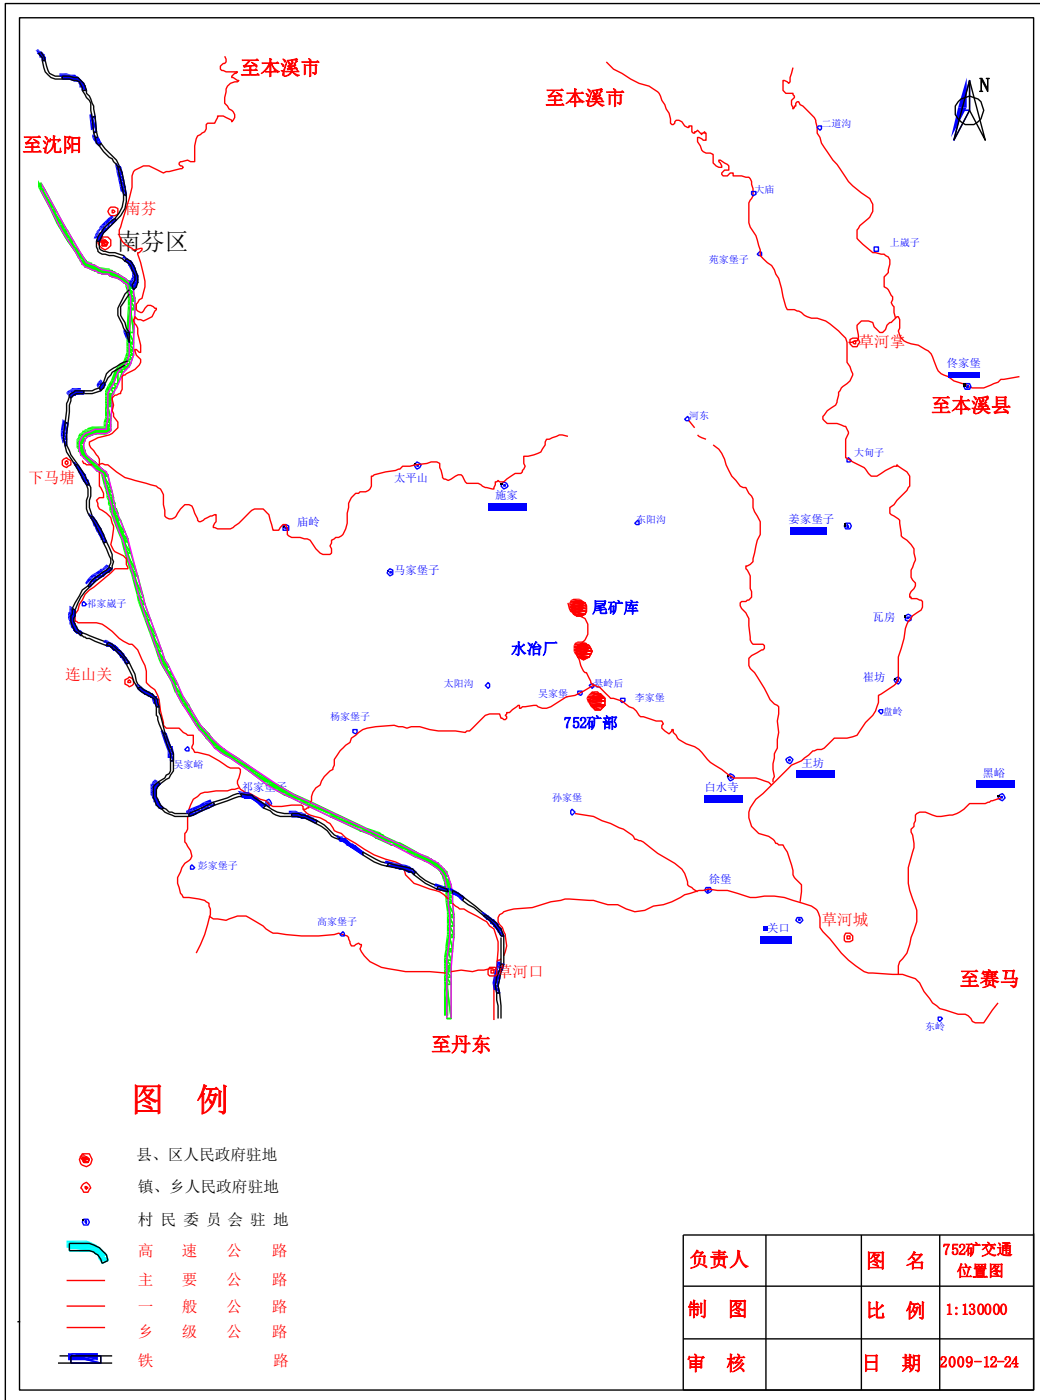 至本溪市
至本溪市
N
至沈阳
二道沟
大庙
南芬
南芬区
上崴子
苑家堡子
草河掌
佟家堡
至本溪县
河东
大甸子
下马塘
太平山
施家
庙岭
东阳沟
姜家堡子
马家堡子
祁家崴子
尾矿库
瓦房
水冶厂
连山关
太阳沟
吴家堡
悬岭后
李家堡
崔坊
盘岭
杨家堡子
752矿部
吴家峪
王坊
黑峪
祁家堡子
白水寺
孙家堡
彭家堡子
徐堡
高家堡子
关口
草河城
草河口
至赛马
东岭
至丹东
图 例
县、区人民政府驻地
镇、乡人民政府驻地
村民委员会驻地
高速公路
主要公路
一般公路
乡级公路
铁路
负责人
图 名
752矿交通
位置图
制 图
比 例
1:130000
审 核
日 期
2009-12-24